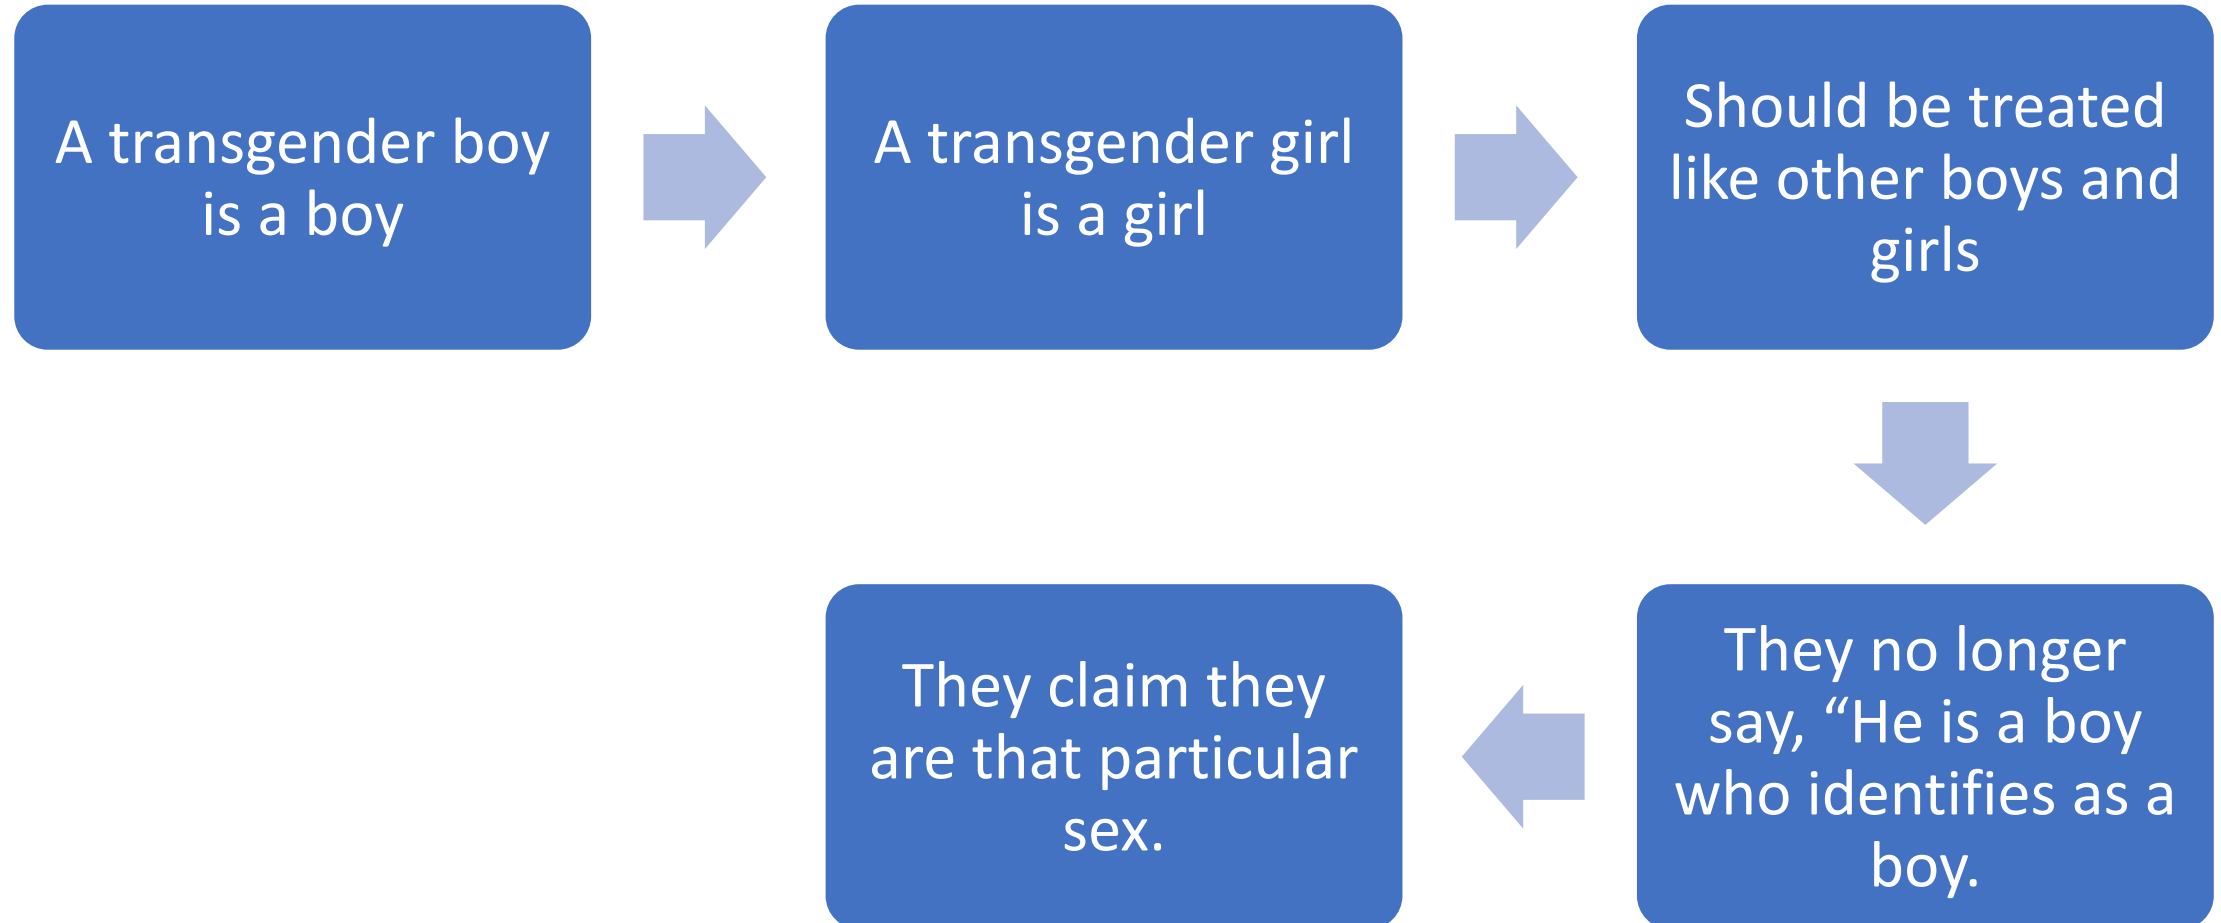 A transgender boy
is a boy
A transgender girl
is a girl
Should be treated
like other boys and
girls
They no longer
say, “He is a boy
who identifies as a
boy.
They claim they
are that particular
sex.